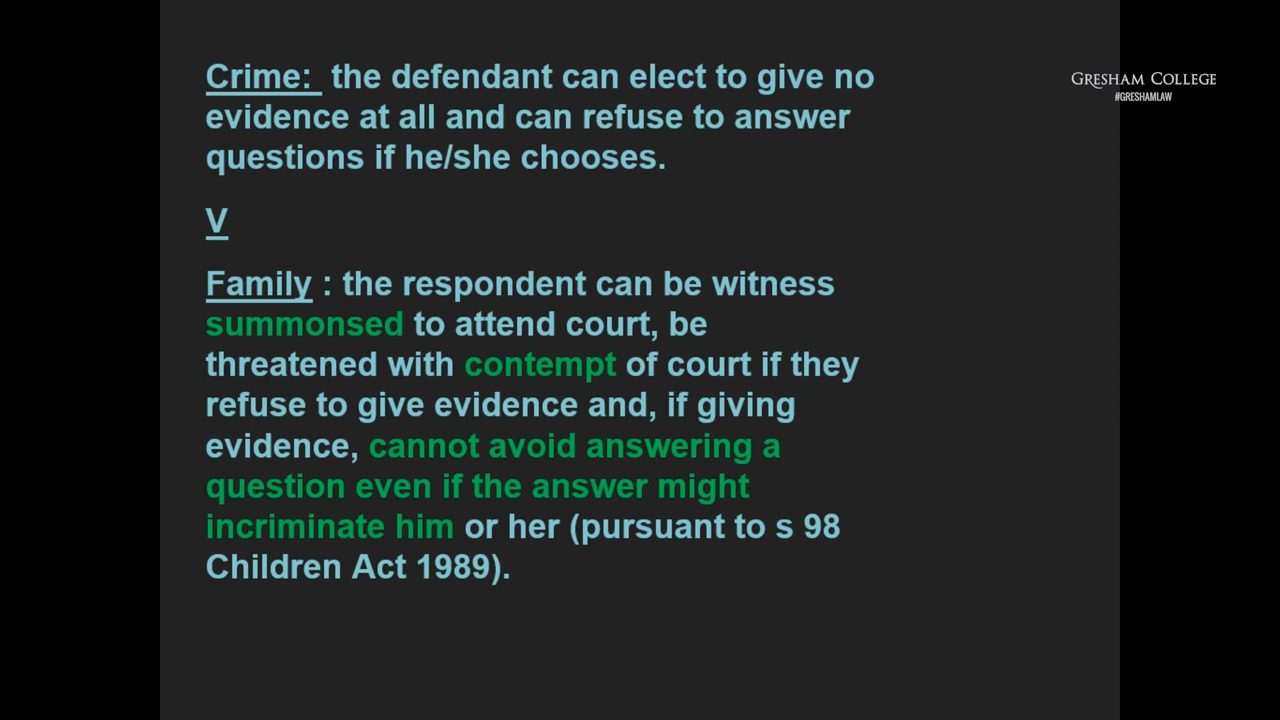 Crime: the defendant can elect to give no
evidence at all and can refuse to answer
questions if he/she chooses.
V
Family : the respondent can be witness
summonsed to attend court, be
threatened with contempt of court if they
refuse to give evidence and, if giving
evidence, cannot avoid answering a
question even if the answer might
incriminate him or her (pursuant to s 98
Children Act 1989).
GRESHAM COLLEGE
#GRESHAMLAW